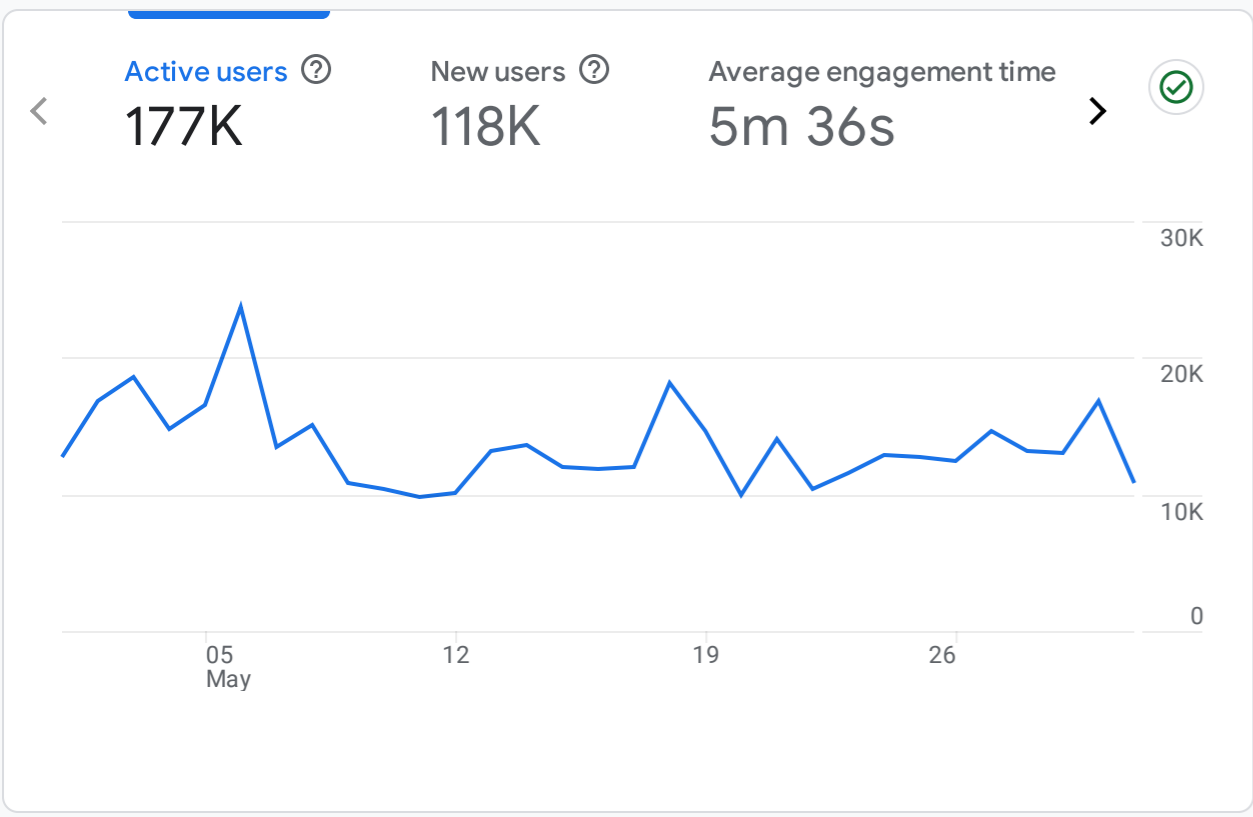 Active users
177K
New users
118K
Average engagement time
5m 36s
30K
20K
10K
0
05
May
12
19
26